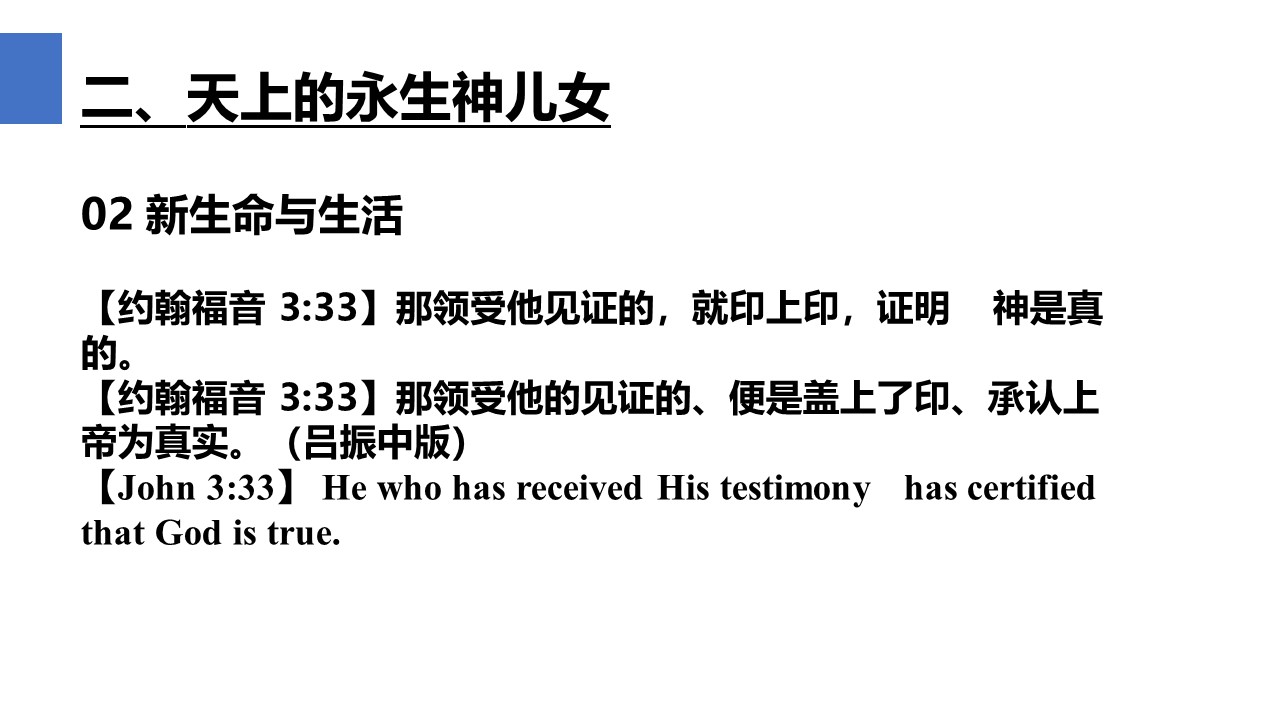 二、天上的永生神儿女
02 新生命与生活
【约翰福音 3:33】那领受他见证的，就印上印，证明　神是真
的。
【约翰福音 3:33】那领受他的见证的、便是盖上了印、承认上
帝为真实。（吕振中版）
【John 3:33】 He who has received His testimony has certified
that God is true.